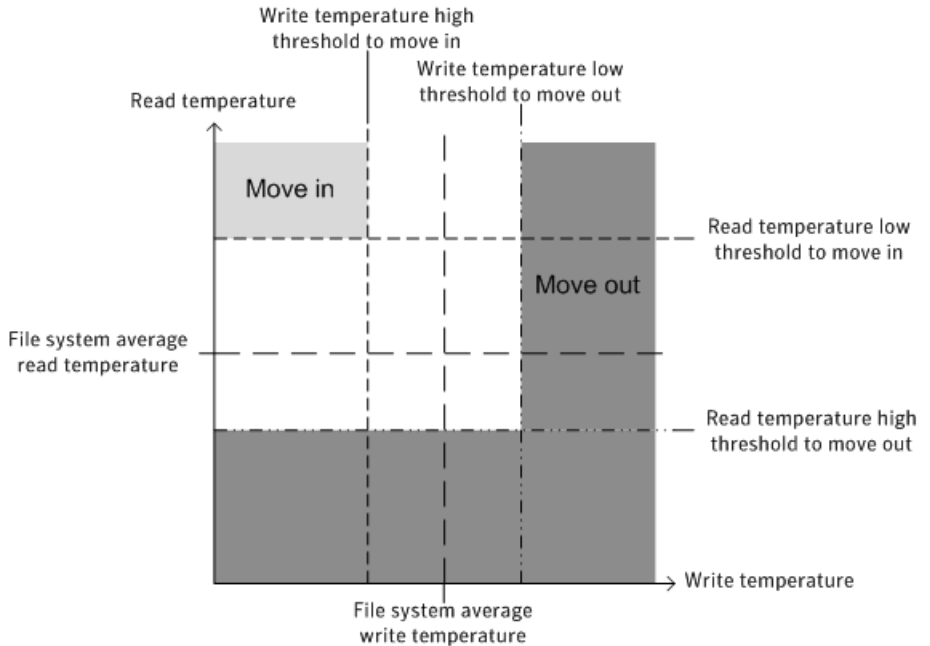 Write temperature high
threshold to move in
Write temperature low
threshold to move out
Read temperature
Move in
Read temperature low
threshold to move in
Move out
File system average
read temperature
Read temperature high
threshold to move out
Write temperature
File system average
write temperature